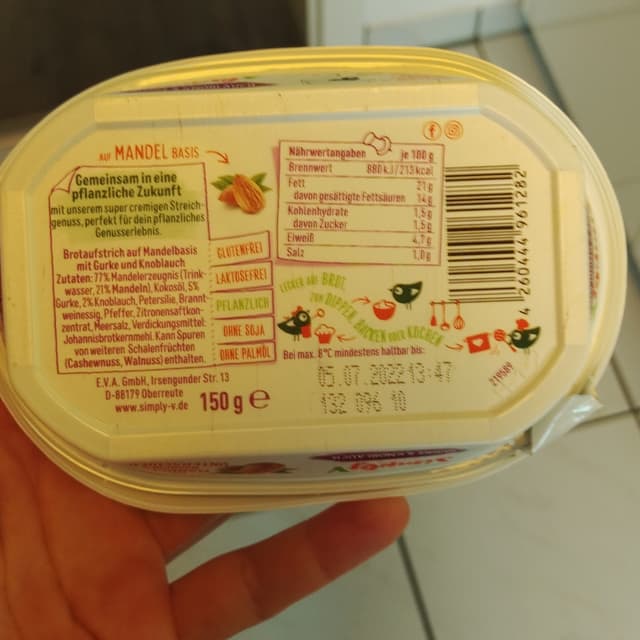 AUF MANDEL BASIS
Gemeinsam in eine
pflanzliche Zukunft
mit unserem super cremigen Streich-
genuss, perfekt für dein pflanzliches
Genusserlebnis.
Brotaufstrich auf Mandelbasis
mit Gurke und Knoblauch
Zutaten: 77% Mandelerzeugnis (Trink-
wasser, 21% Mandeln), Kokosöl, 5%
Gurke, 2% Knoblauch, Petersilie, Brannt-
weinessig, Pfeffer, Zitronensaftkon-
zentrat, Meersalz, Verdickungsmittel:
Johannisbrotkernmehl. Kann Spuren
von weiteren Schalenfrüchten
(Cashewnuss, Walnuss) enthalten.
E.V.A. GmbH, Irsengunder Str. 13
D-88179 Oberreute
www.simply-v.de
150 g e
GLUTENFREI
LAKTOSEFREI
PFLANZLICH
OHNE SOJA
OHNE PALMÖL
Nährwertangaben je 100 g
Brennwert 880 kJ/213 kcal
Fett 21 g
davon gesättigte Fettsäuren 14 g
Kohlenhydrate 1,5 g
davon Zucker 1,5 g
Eiweiß 4,7 g
Salz 1,0 g
LECKER AUF BROT,
ZUM DIPPEN, BACKEN ODER KOCHEN
Bei max. 8°C mindestens haltbar bis:
05.07.2022 13:47
132 096 10
4 260444 961282
219589